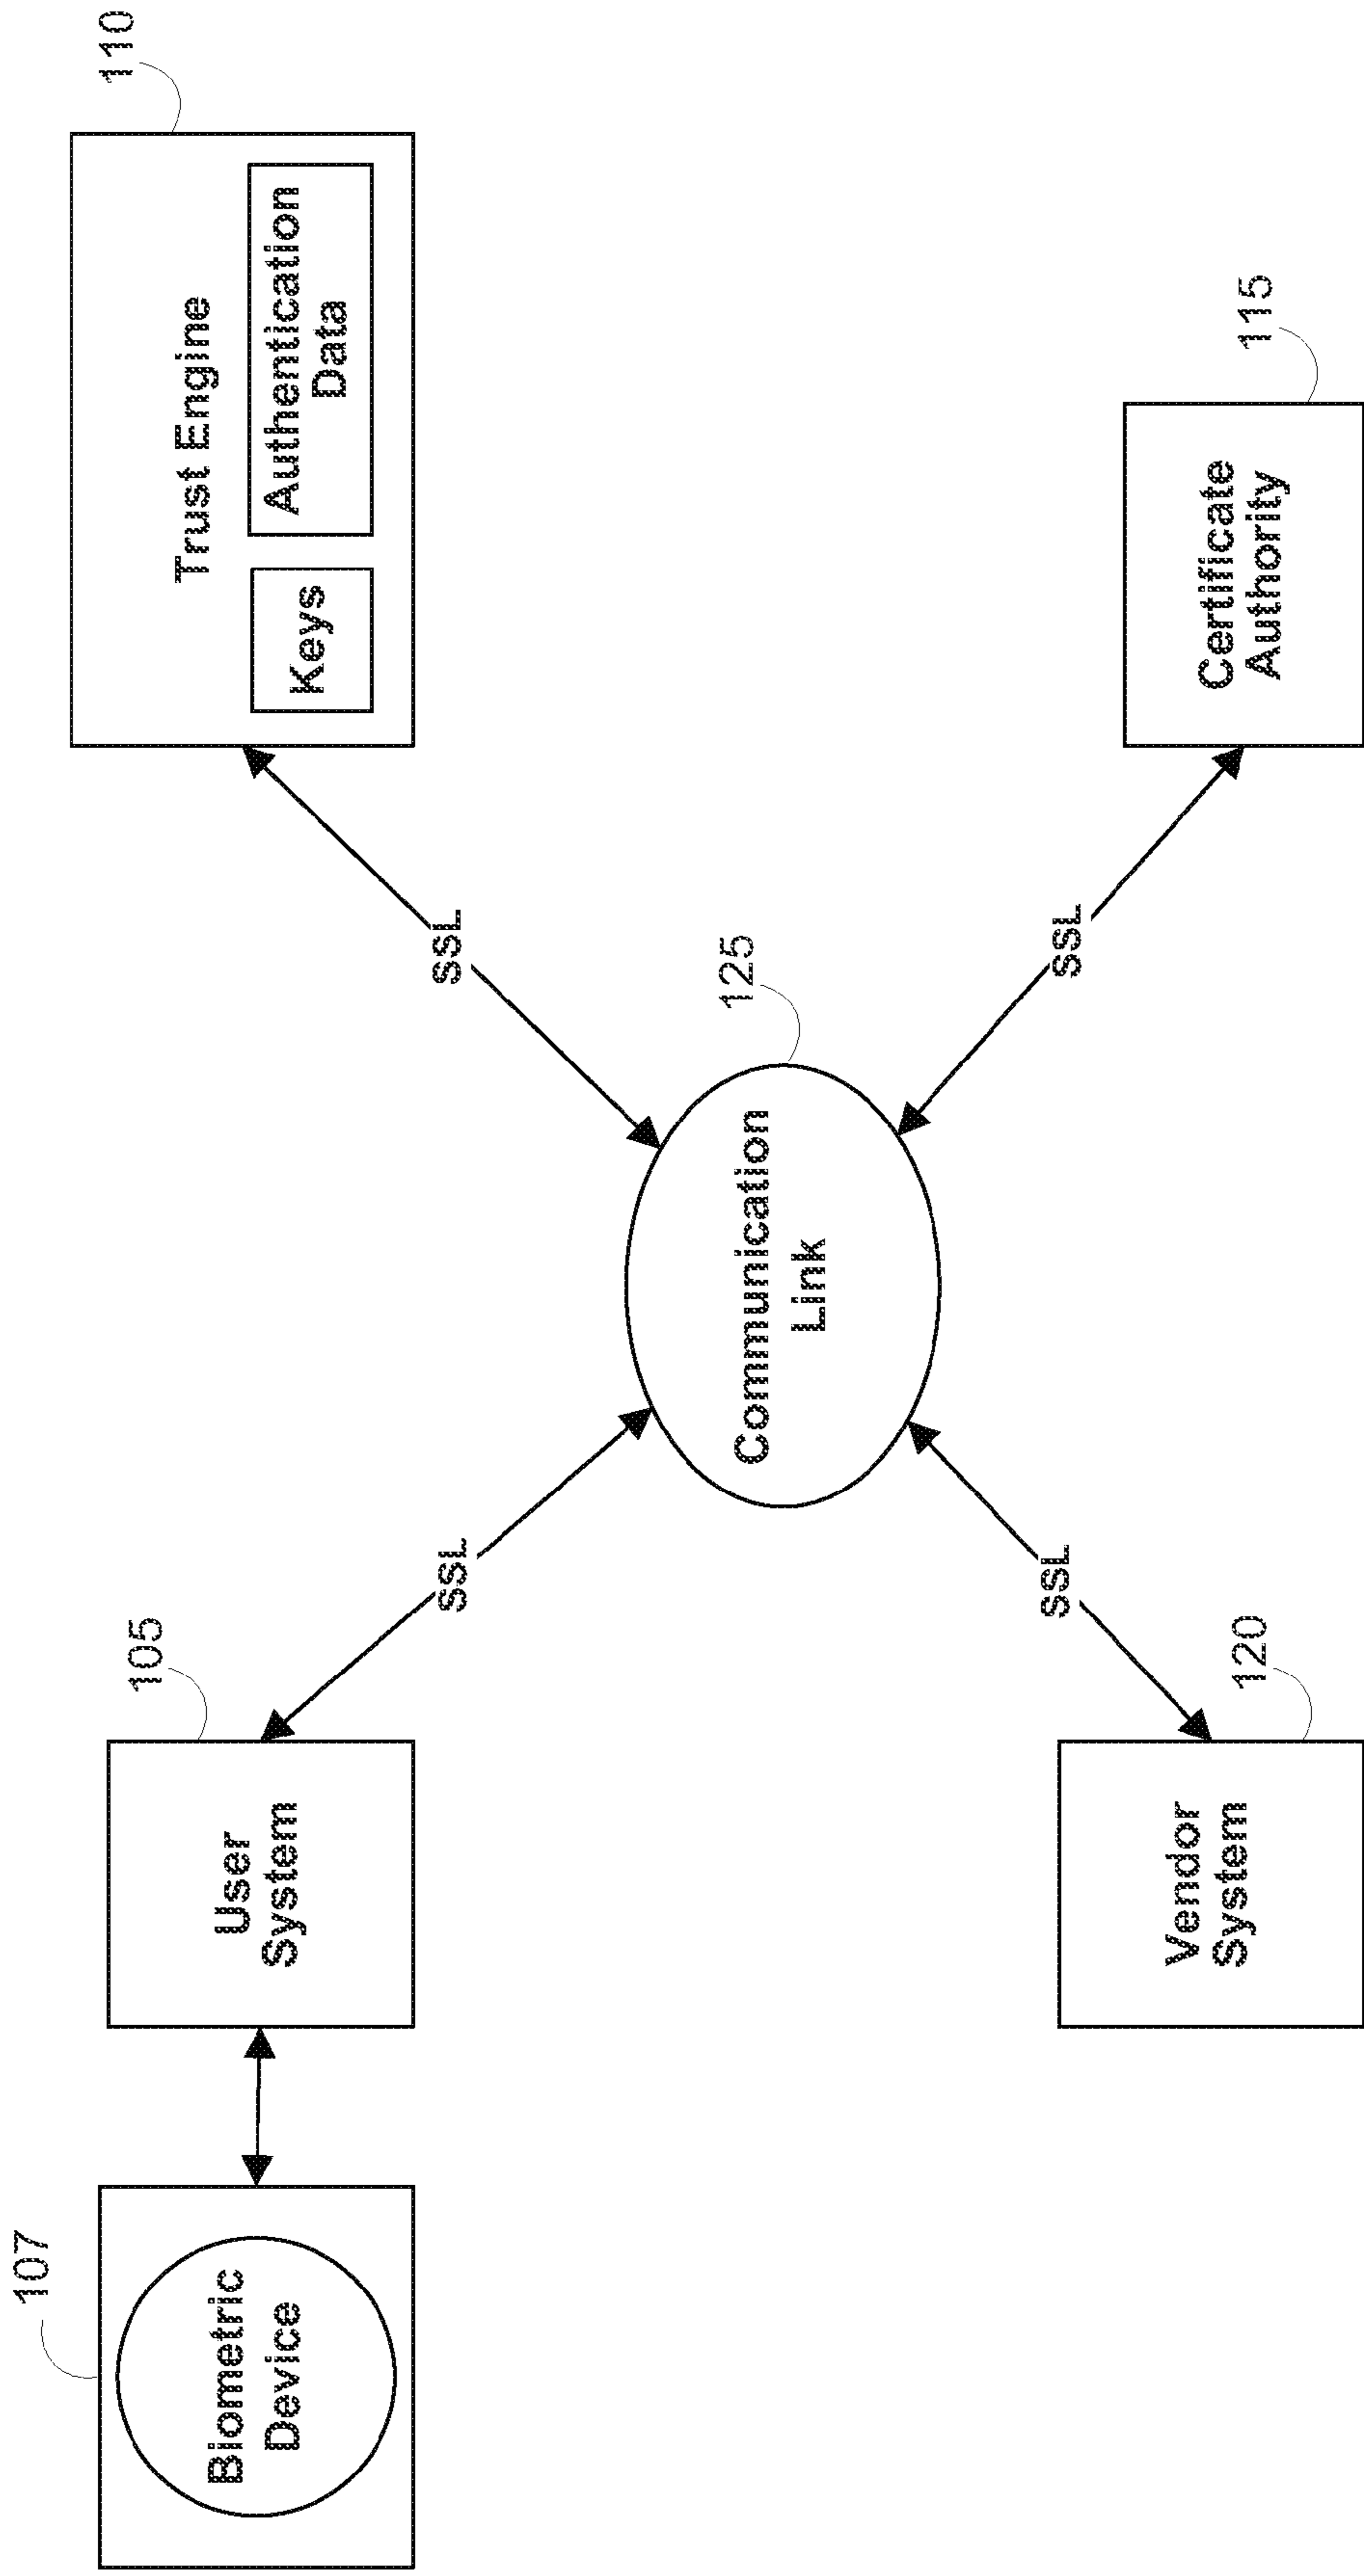 107
Biometric
Device
105
User
System
SSL
110
Trust Engine
Keys
Authentication
Data
SSL
125
Communication
Link
120
Vendor
System
SSL
115
Certificate
Authority
SSL